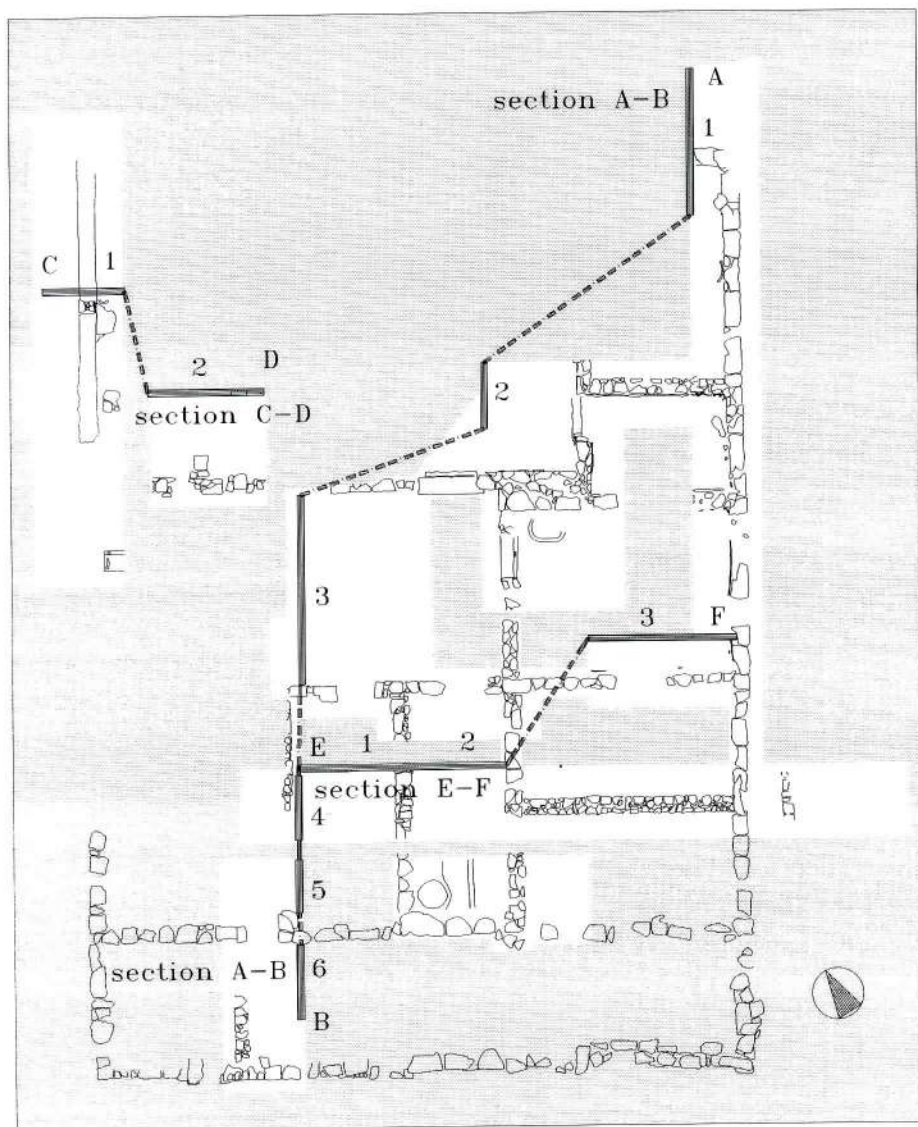 A
section A-B
1
C 1
2 D
section C-D
2
3
3 F
E 1 2
section E-F
4
5
section A-B 6
B